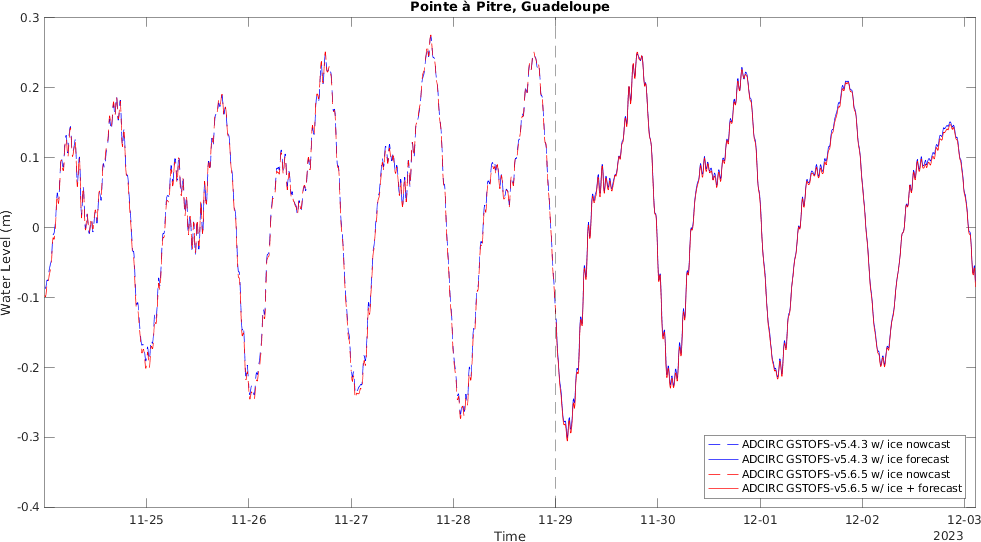 Pointe à Pitre, Guadeloupe
0.3
0.2
0.1
0
-0.1
-0.2
-0.3
-0.4
Water Level (m)
11-25
11-26
11-27
11-28
11-29
11-30
12-01
12-02
12-03
2023
Time
ADCIRC GSTOFS-v5.4.3 w/ ice nowcast
ADCIRC GSTOFS-v5.4.3 w/ ice forecast
ADCIRC GSTOFS-v5.6.5 w/ ice nowcast
ADCIRC GSTOFS-v5.6.5 w/ ice + forecast